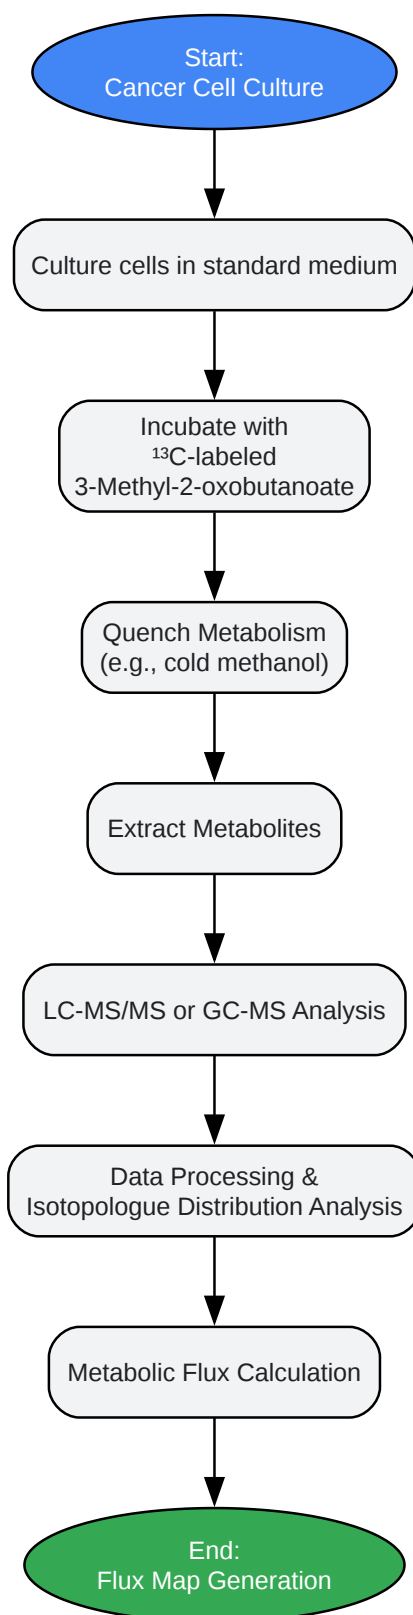 Start:
Cancer Cell Culture
Culture cells in standard medium
Incubate with
¹³C-labeled
3-Methyl-2-oxobutanoate
Quench Metabolism
(e.g., cold methanol)
Extract Metabolites
LC-MS/MS or GC-MS Analysis
Data Processing &
Isotopologue Distribution Analysis
Metabolic Flux Calculation
End:
Flux Map Generation